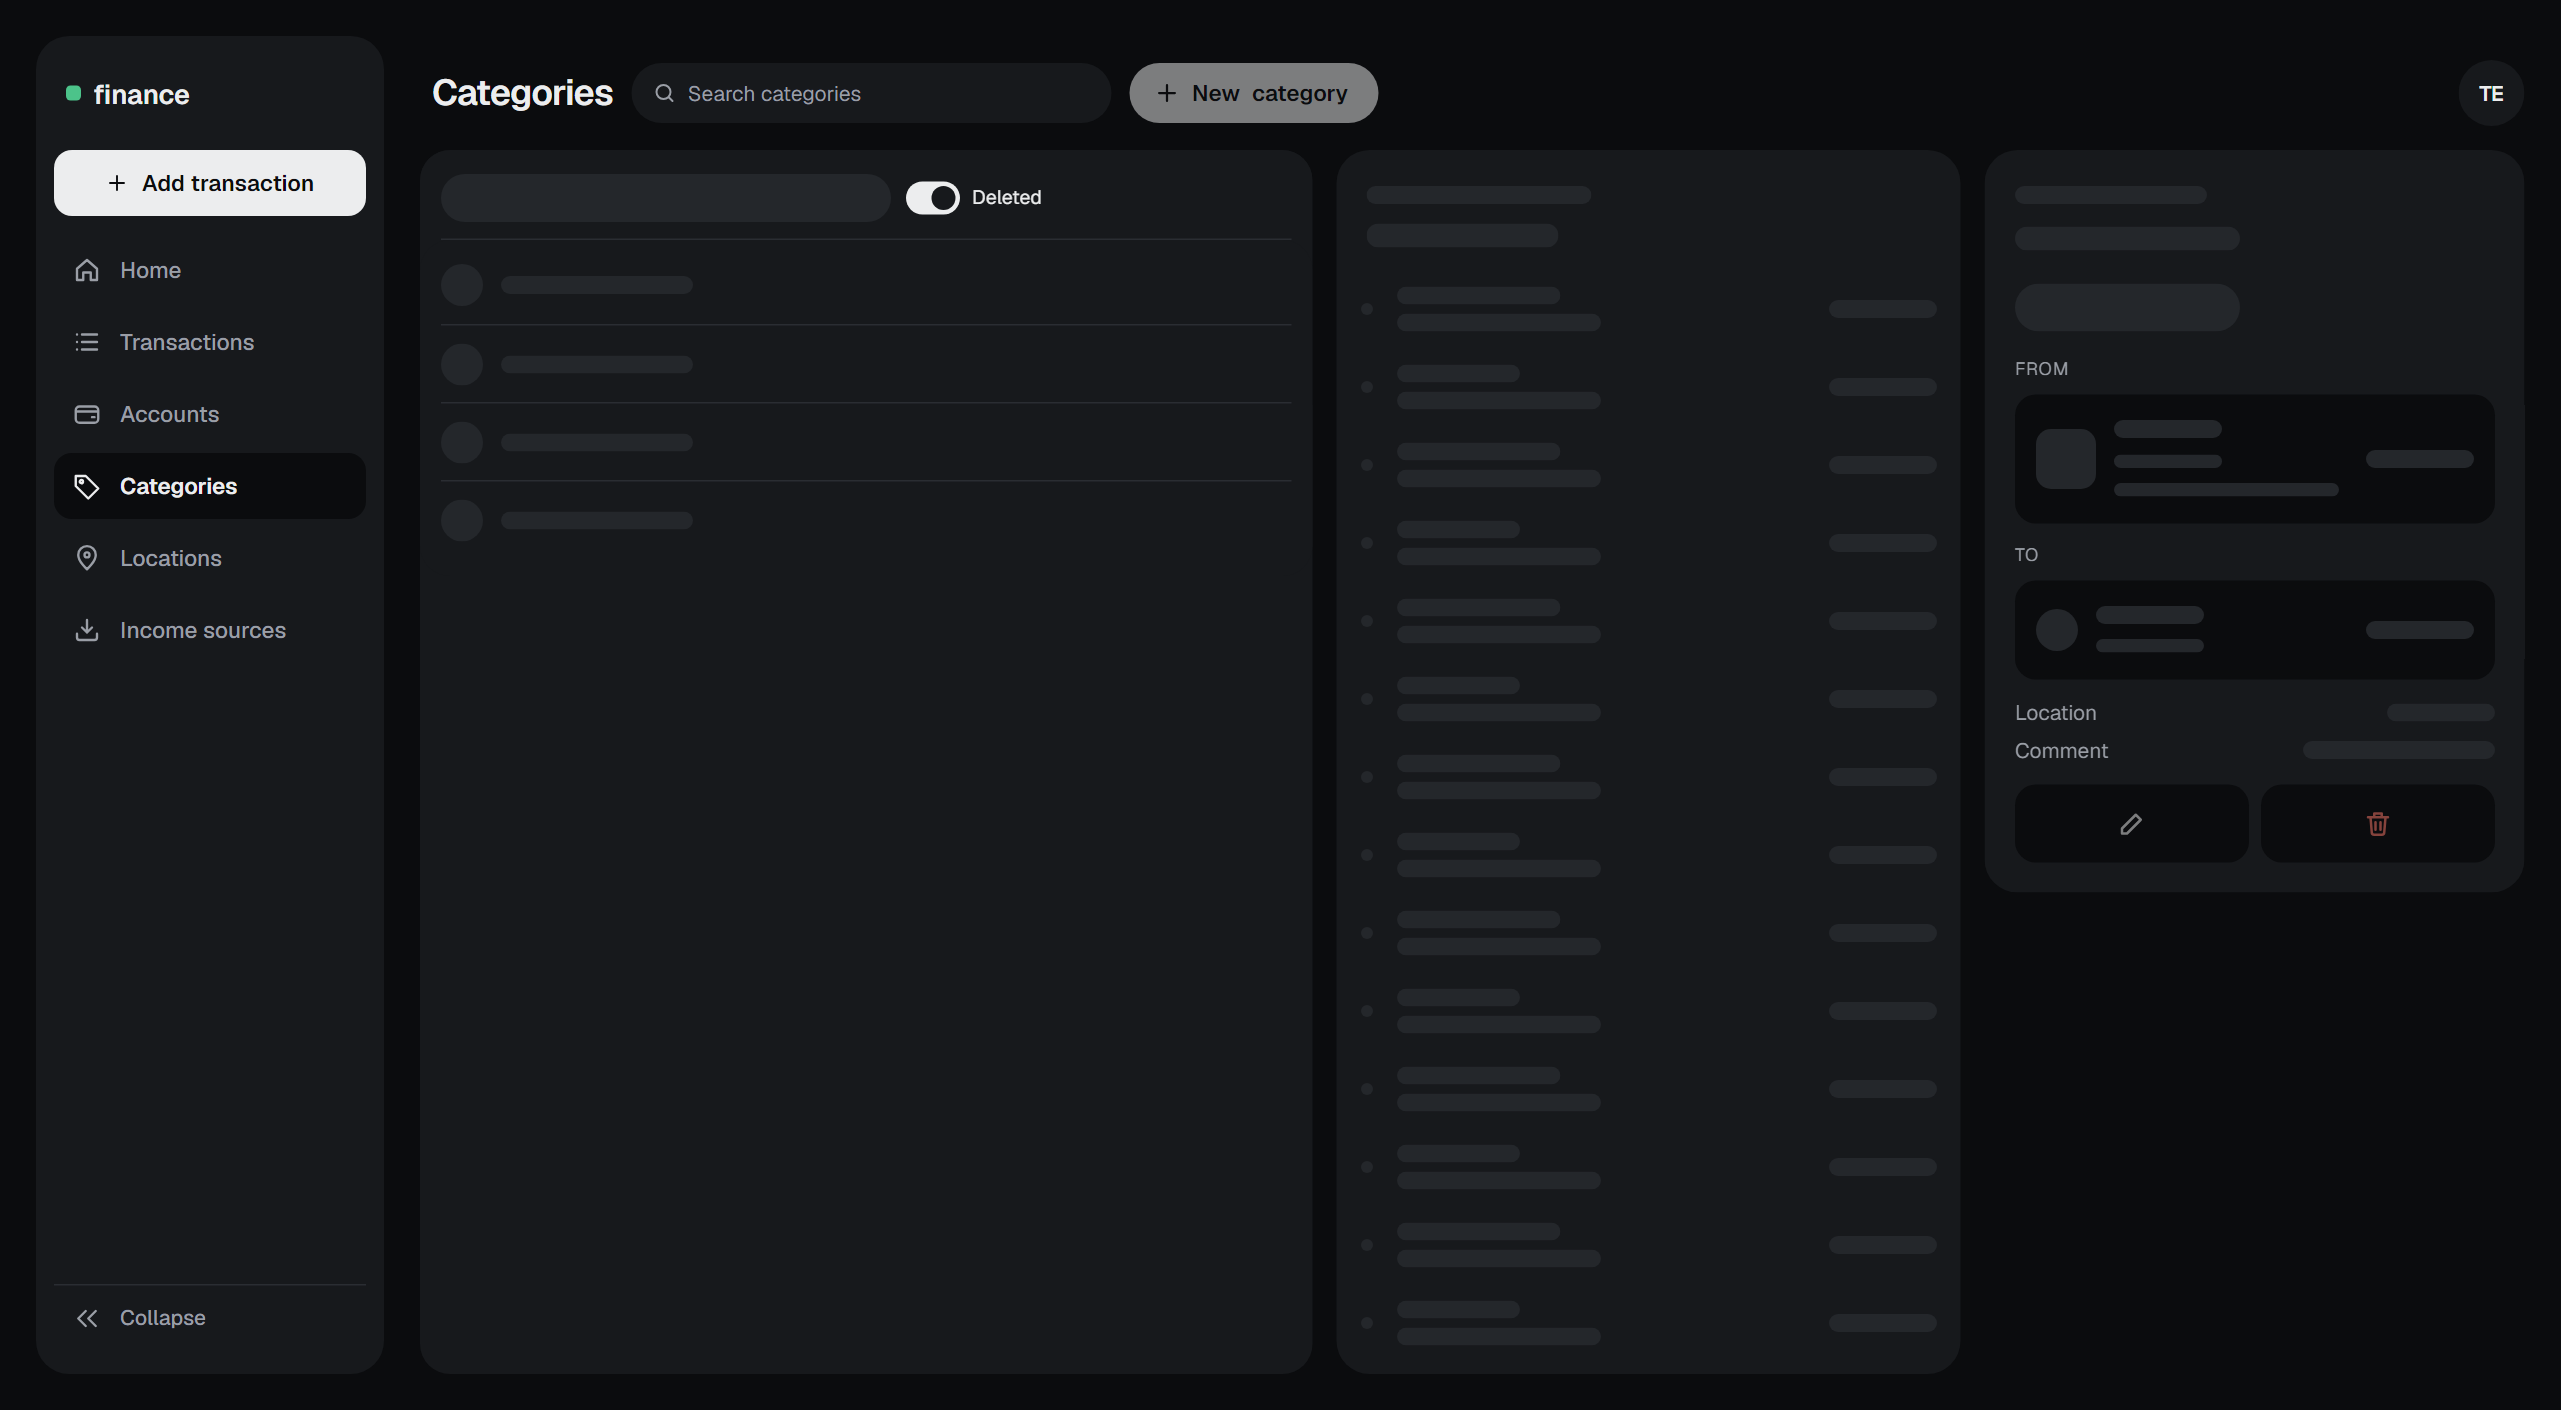 finance
Add transaction
Home
Transactions
Accounts
Categories
Locations
Income sources
Collapse
Categories
Search categories
New category
TE
Deleted
FROM
TO
Location
Comment